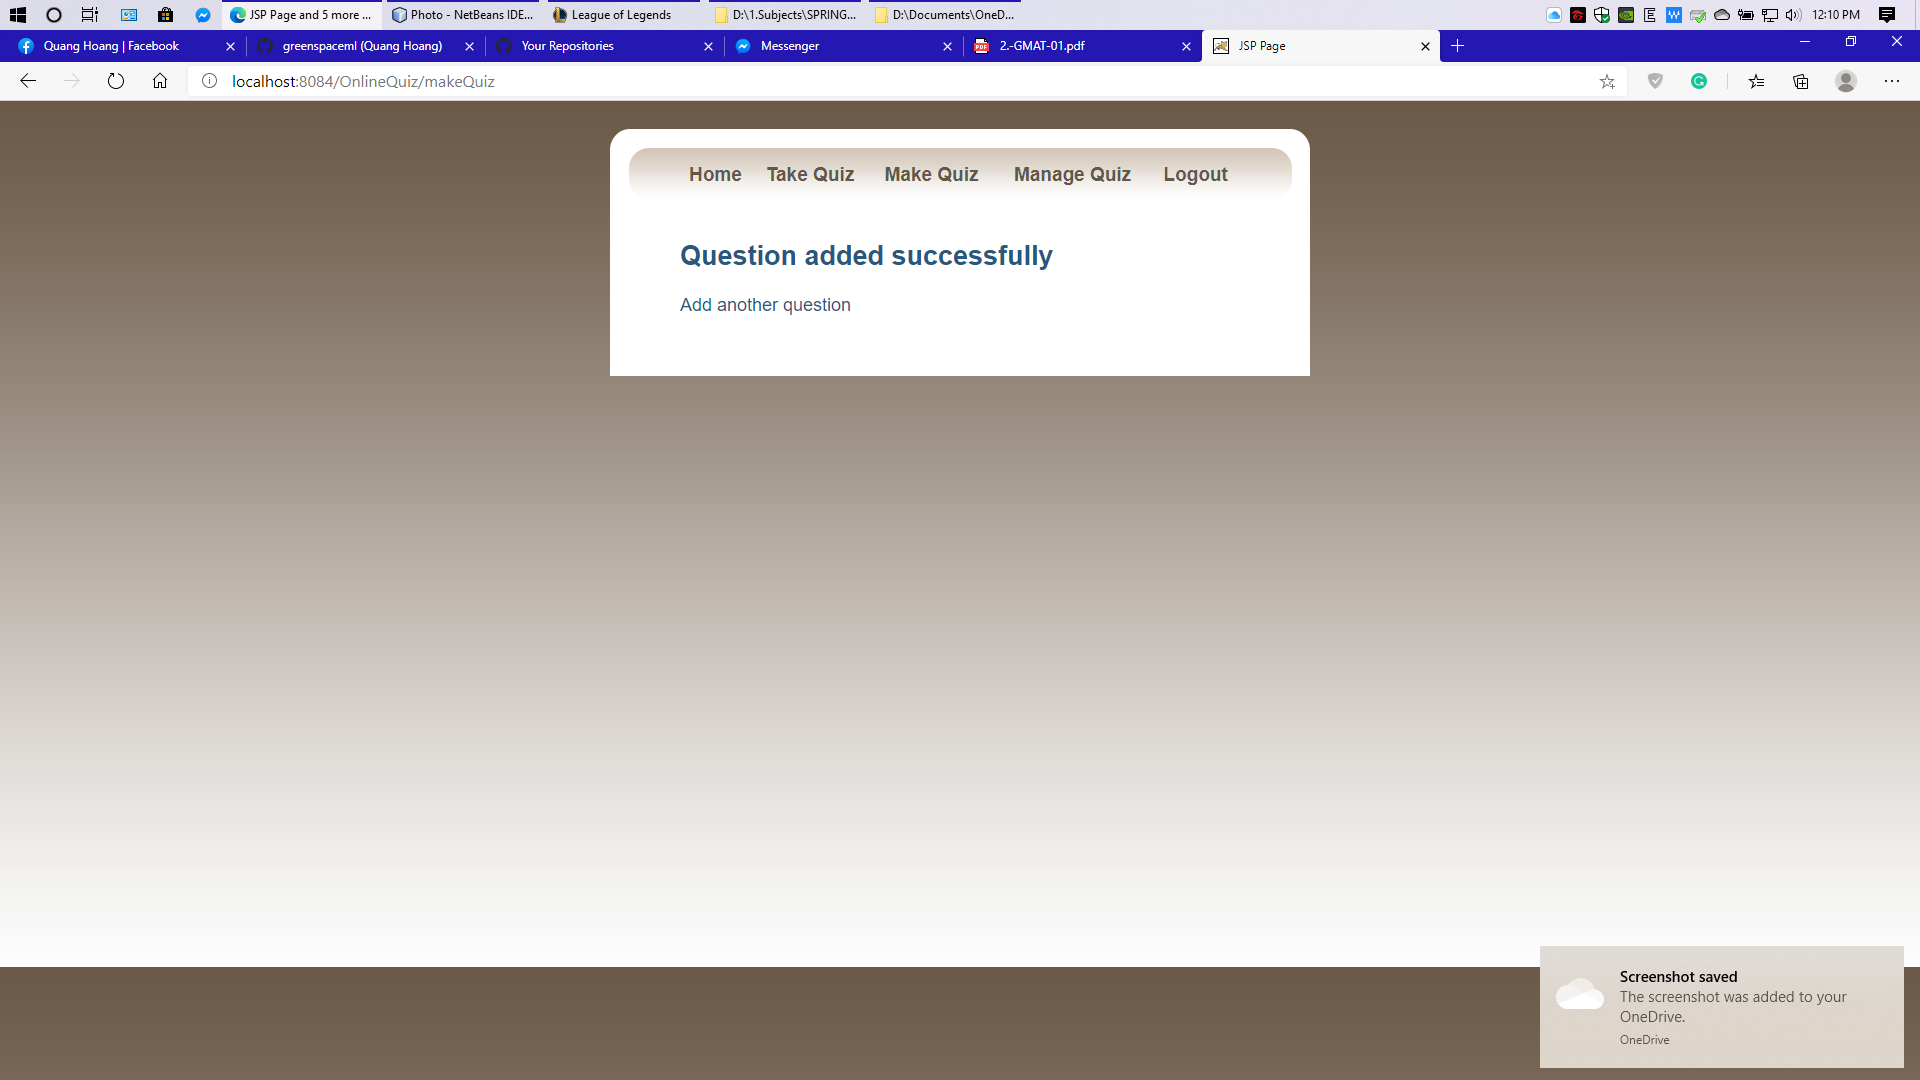 JSP Page and 5 more ...
Photo - NetBeans IDE...
League of Legends
D:\1.Subjects\SPRING...
D:\Documents\OneD...
12:10 PM
Quang Hoang | Facebook
greenspaceml (Quang Hoang)
Your Repositories
Messenger
2.-GMAT-01.pdf
JSP Page
localhost:8084/OnlineQuiz/makeQuiz
Home
Take Quiz
Make Quiz
Manage Quiz
Logout
Question added successfully
Add another question
Screenshot saved
The screenshot was added to your
OneDrive.
OneDrive